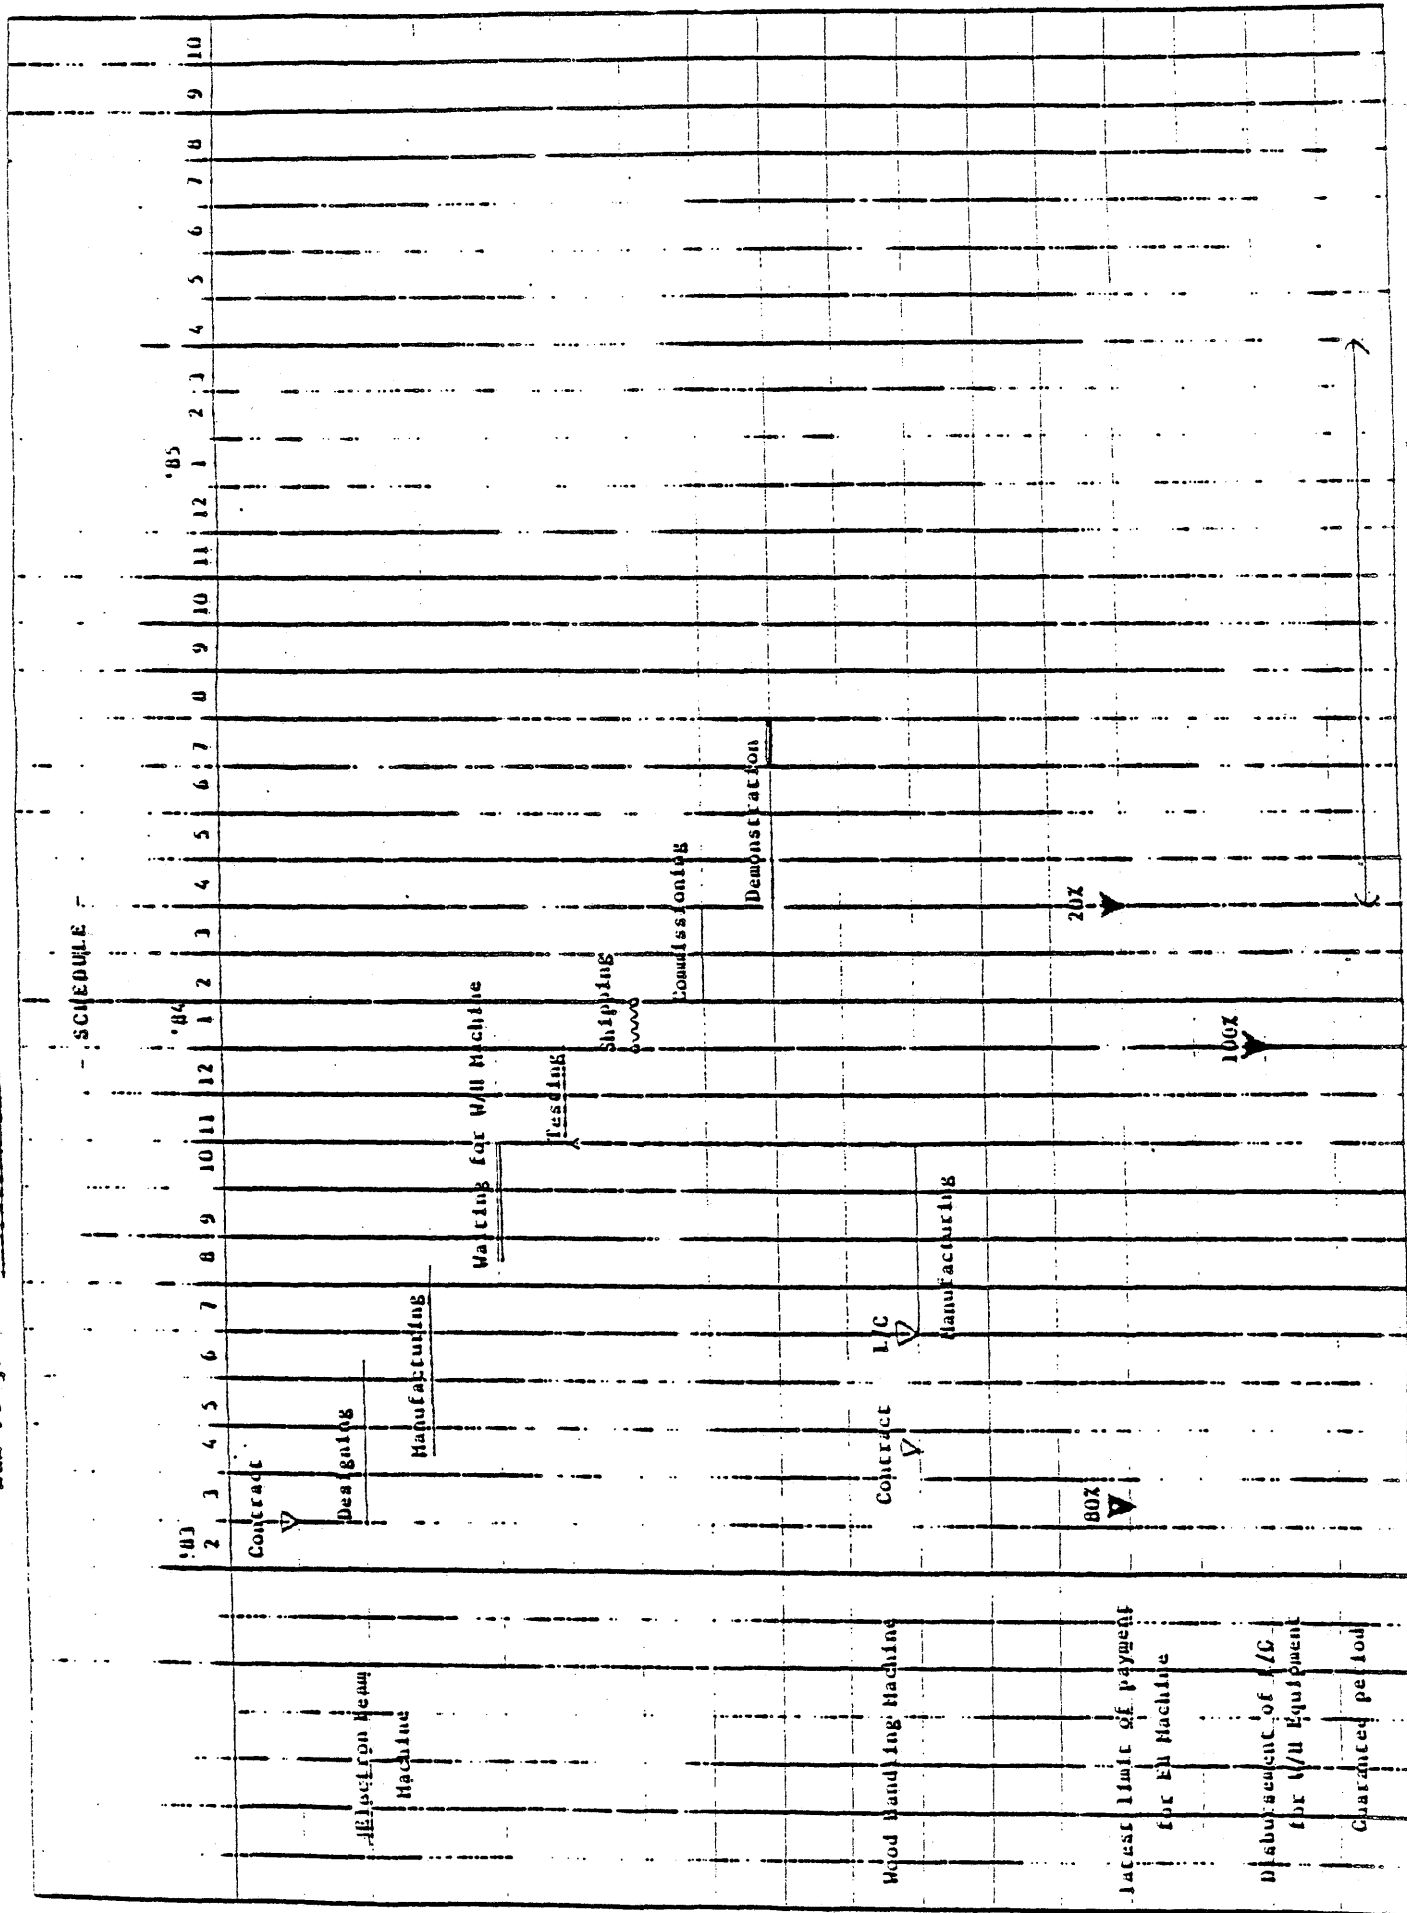 - SCHEDULE -
'83 '84 '85
2 3 4 5 6 7 8 9 10 11 12 1 2 3 4 5 6 7 8 9 10 11 12 1 2 3 4 5 6 7 8 9 10
Contract
Electron Beam
Machine
Designing
Manufactuning
Waiting for W/H Machine
Testing
Shipping
Commissioning
Demonstration
Contract
L/C
Wood Handling Machine
Manufacturing
80%
20%
latest limit of payment
for EB Machine
100%
Disbursement of L/C
for W/H Equipment
Guarantee period